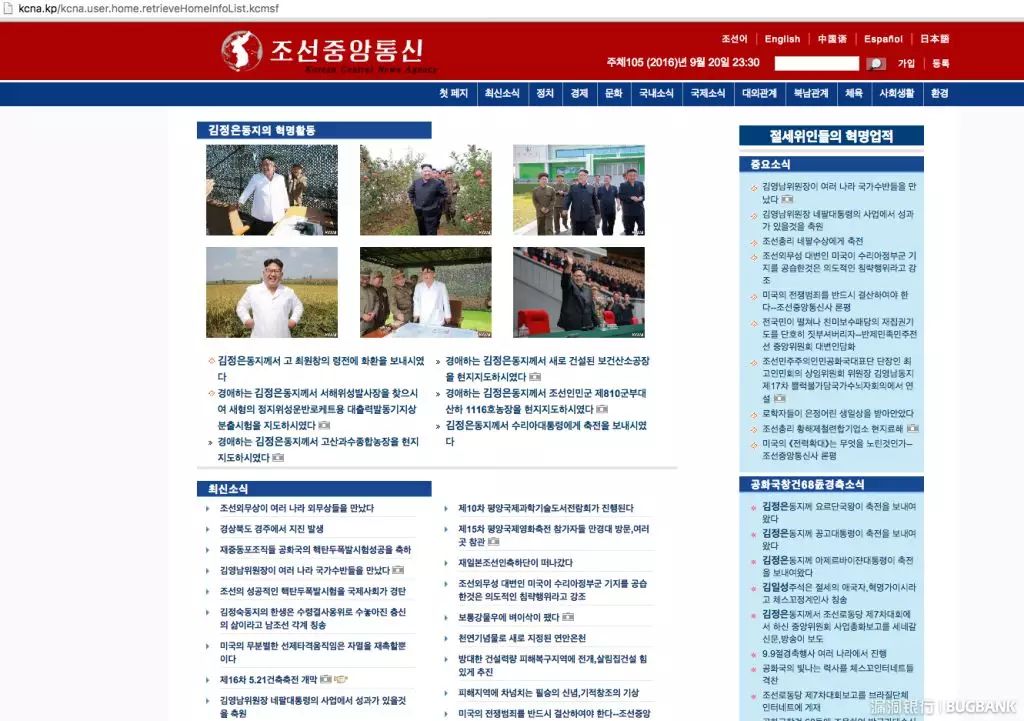 kcna.kp/kcna.user.home.retrieveHomeInfoList.kcmsf
조선어 English 中国语 Español 日本語
조선중앙통신
Korean Central News Agency
주체105 (2016)년 9월 20일 23:30 가입 등록
첫 페지 최신소식 정치 경제 문화 국내소식 국제소식 대외관계 북남관계 체육 사회생활 환경
김정은동지의 혁명활동
김정은동지께서 고 최원창의 령전에 화환을 보내시였
다
경애하는 김정은동지께서 서해위성발사장을 찾으시
여 새형의 정지위성운반로케트용 대출력발동기지상
분출시험을 지도하시였다
경애하는 김정은동지께서 고산과수종합농장을 현지
지도하시였다
경애하는 김정은동지께서 새로 건설된 보건산소공장
을 현지지도하시였다
경애하는 김정은동지께서 조선인민군 제810군부대
산하 1116호농장을 현지지도하시였다
김정은동지께서 수리아대통령에게 축전을 보내시였
다
최신소식
조선외무상이 여러 나라 외무상들을 만났다
경상북도 경주에서 지진 발생
재중동포조직들 공화국의 핵탄두폭발시험성공을 축하
김영남위원장이 여러 나라 국가수반들을 만났다
조선의 성공적인 핵탄두폭발시험을 국제사회가 경탄
김정숙동지의 한생은 수령결사옹위로 수놓아진 충신
의 삶이라고 남조선 각계 칭송
미국의 무분별한 선제타격움직임은 자멸을 재촉할뿐
이다
제16차 5.21건축축전 개막
김영남위원장 네팔대통령의 사업에서 성과가 있을것
을 축원
제10차 평양국제과학기술도서전람회가 진행된다
제15차 평양국제영화축전 참가자들 만경대 방문,여러
곳 참관
재일본조선인축하단이 떠나갔다
조선외무성 대변인 미국이 수리아정부군 기지를 공습
한것은 의도적인 침략행위라고 강조
보통강물우에 벼이삭이 폈다
천연기념물로 새로 지정된 연안은천
방대한 건설력량 피해복구지역에 전개,살림집건설 힘
있게 추진
피해지역에 차넘치는 필승의 신념,기적창조의 기상
미국의 전쟁범죄를 반드시 결산하여야 한다--조선중앙
절세위인들의 혁명업적
중요소식
김영남위원장이 여러 나라 국가수반들을 만
났다
김영남위원장 네팔대통령의 사업에서 성과
가 있을것을 축원
조선총리 네팔수상에게 축전
조선외무성 대변인 미국이 수리아정부군 기
지를 공습한것은 의도적인 침략행위라고 강
조
미국의 전쟁범죄를 반드시 결산하여야 한
다--조선중앙통신사 론평
전국민이 떨쳐나 친미보수패당의 재집권기
도를 단호히 짓부셔버리자--반제민족민주전
선 중앙위원회 대변인담화
조선민주주의인민공화국대표단 단장인 최
고인민회의 상임위원회 위원장 김영남동지
제17차 쁠럭불가담국가수뇌자회의에서 연
설
로학자들이 은정어린 생일상을 받아안았다
조선총리 황해제철련합기업소 현지료해
미국의 《전력확대》는 무엇을 노린것인가--
조선중앙통신사 론평
공화국창건68돐경축소식
김정은동지께 요르단국왕이 축전을 보내여
왔다
김정은동지께 꽁고대통령이 축전을 보내여
왔다
김정은동지께 아제르바이쟌대통령이 축전
을 보내여왔다
김일성주석은 절세의 애국자,혁명가이시라
고 체스꼬정계인사 칭송
김정은동지께서 조선로동당 제7차대회에
서 하신 중앙위원회 사업총화보고를 세네갈
신문,방송이 보도
9.9절경축행사 여러 나라에서 진행
공화국의 빛나는 력사를 체스꼬인터네트들
격찬
조선로동당 제7차대회보고를 브라질단체
인터네트에 게재
漏洞银行 | BUGBANK